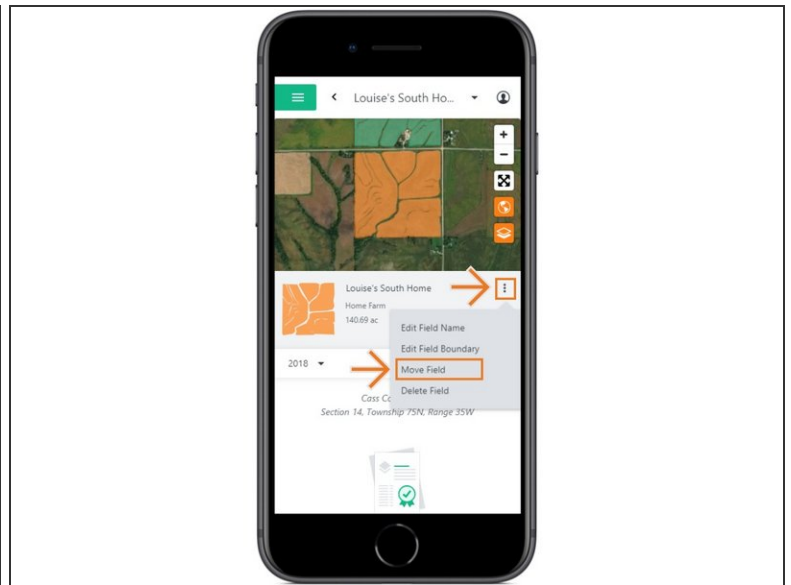 Louise's South Ho...
+
−
Louise's South Home
Home Farm
140.69 ac
Edit Field Name
Edit Field Boundary
2018
Move Field
Delete Field
Cass Co
Section 14, Township 75N, Range 35W